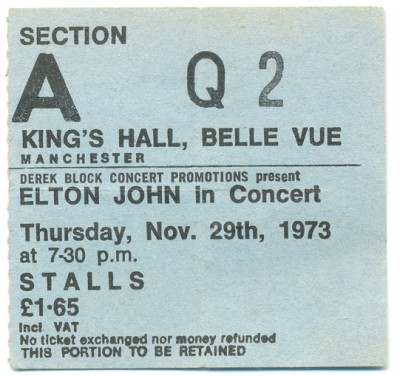 SECTION
A Q 2
KING'S HALL, BELLE VUE
MANCHESTER
DEREK BLOCK CONCERT PROMOTIONS present
ELTON JOHN in Concert
Thursday, Nov. 29th, 1973
at 7-30 p.m.
STALLS
£1·65
Incl. VAT
No ticket exchanged nor money refunded
THIS PORTION TO BE RETAINED